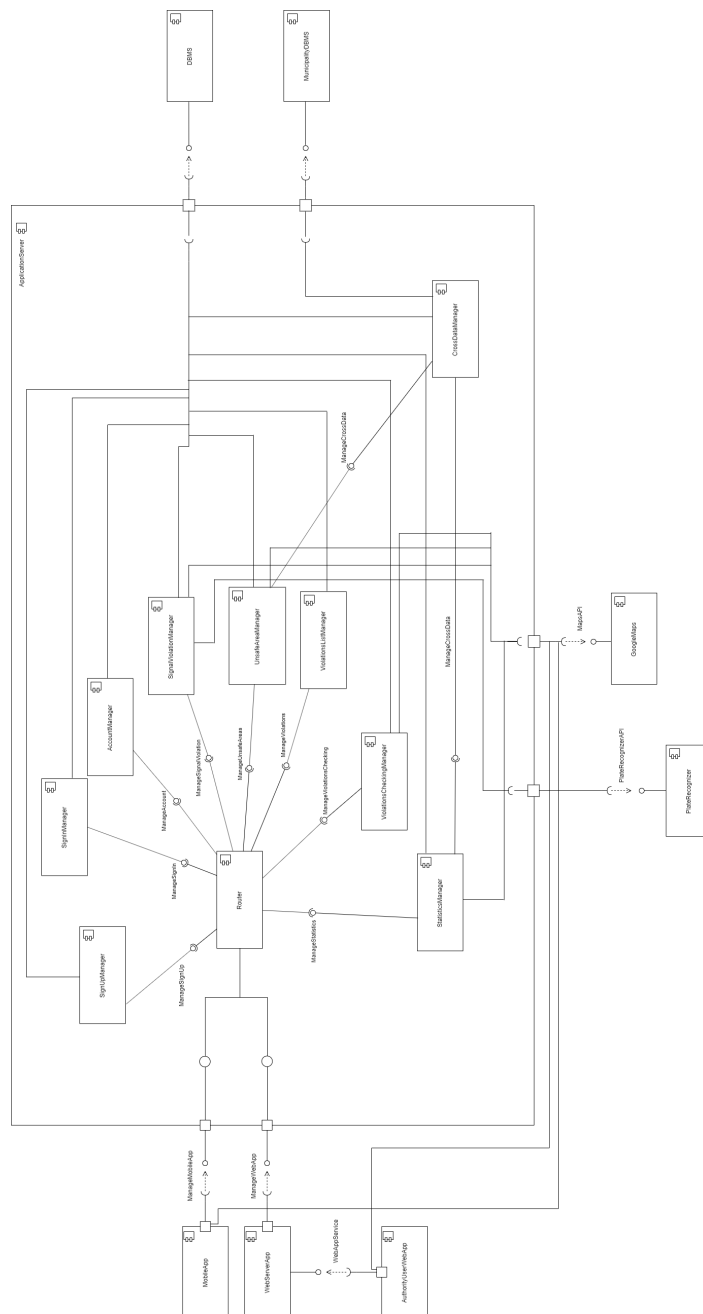 DBMS
MunicipalityDBMS
ApplicationServer
CrossDataManager
ManageCrossData
SignalViolationManager
UnsafeAreaManager
ViolationsListManager
ManageCrossData
MapsAPI
GoogleMaps
AccountManager
ManageSignalViolation
ManageUnsafeAreas
ManageViolations
ManageAccount
SignInManager
ManageViolationsChecking
ViolationsCheckingManager
PlateRecognizerAPI
PlateRecognizer
ManageSignIn
Router
StatisticsManager
ManageStatistics
SignUpManager
ManageSignUp
ManageMobileApp
ManageWebApp
MobileApp
WebServerApp
WebAppService
AuthorityUserWebApp